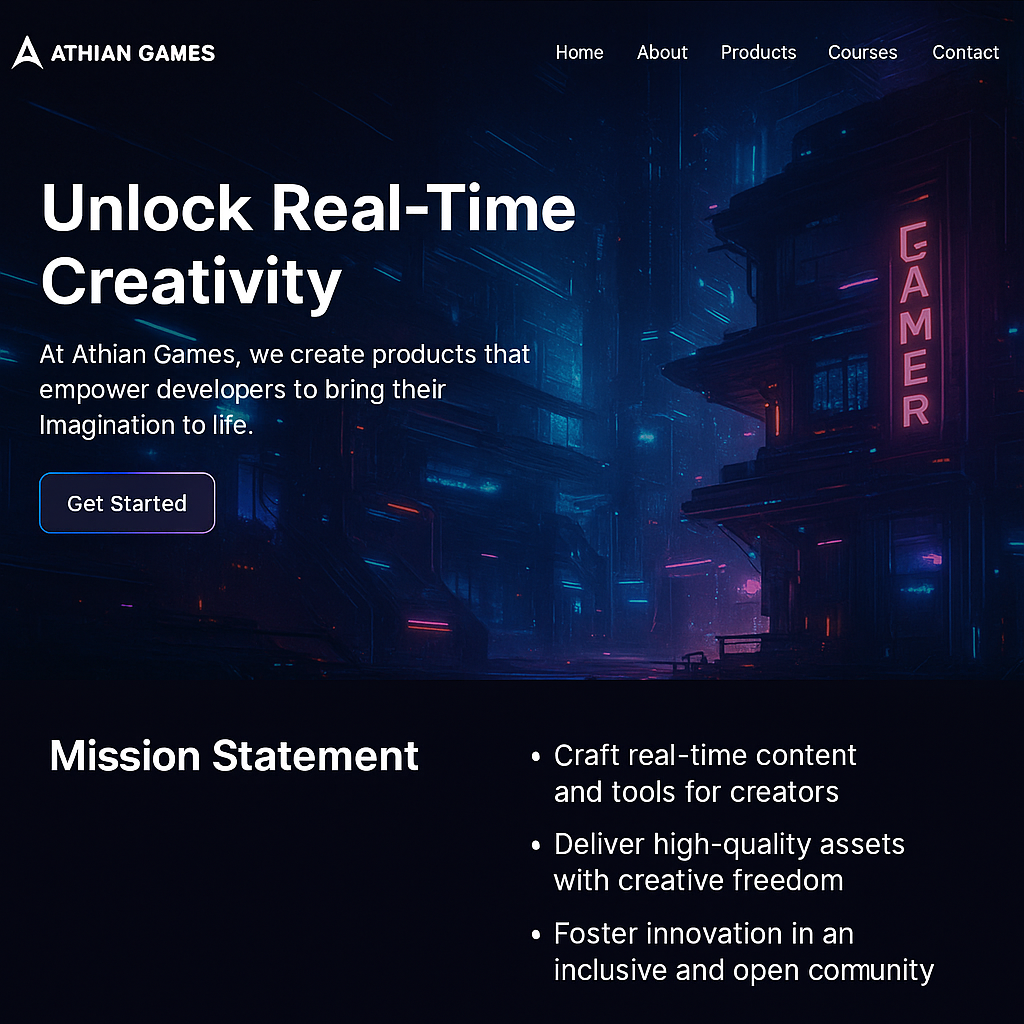 ATHIAN GAMES
Home About Products Courses Contact
Unlock Real-Time
Creativity
At Athian Games, we create products that
empower developers to bring their
Imagination to life.
Get Started
GAMER
Mission Statement
• Craft real-time content
and tools for creators
• Deliver high-quality assets
with creative freedom
• Foster innovation in an
inclusive and open community